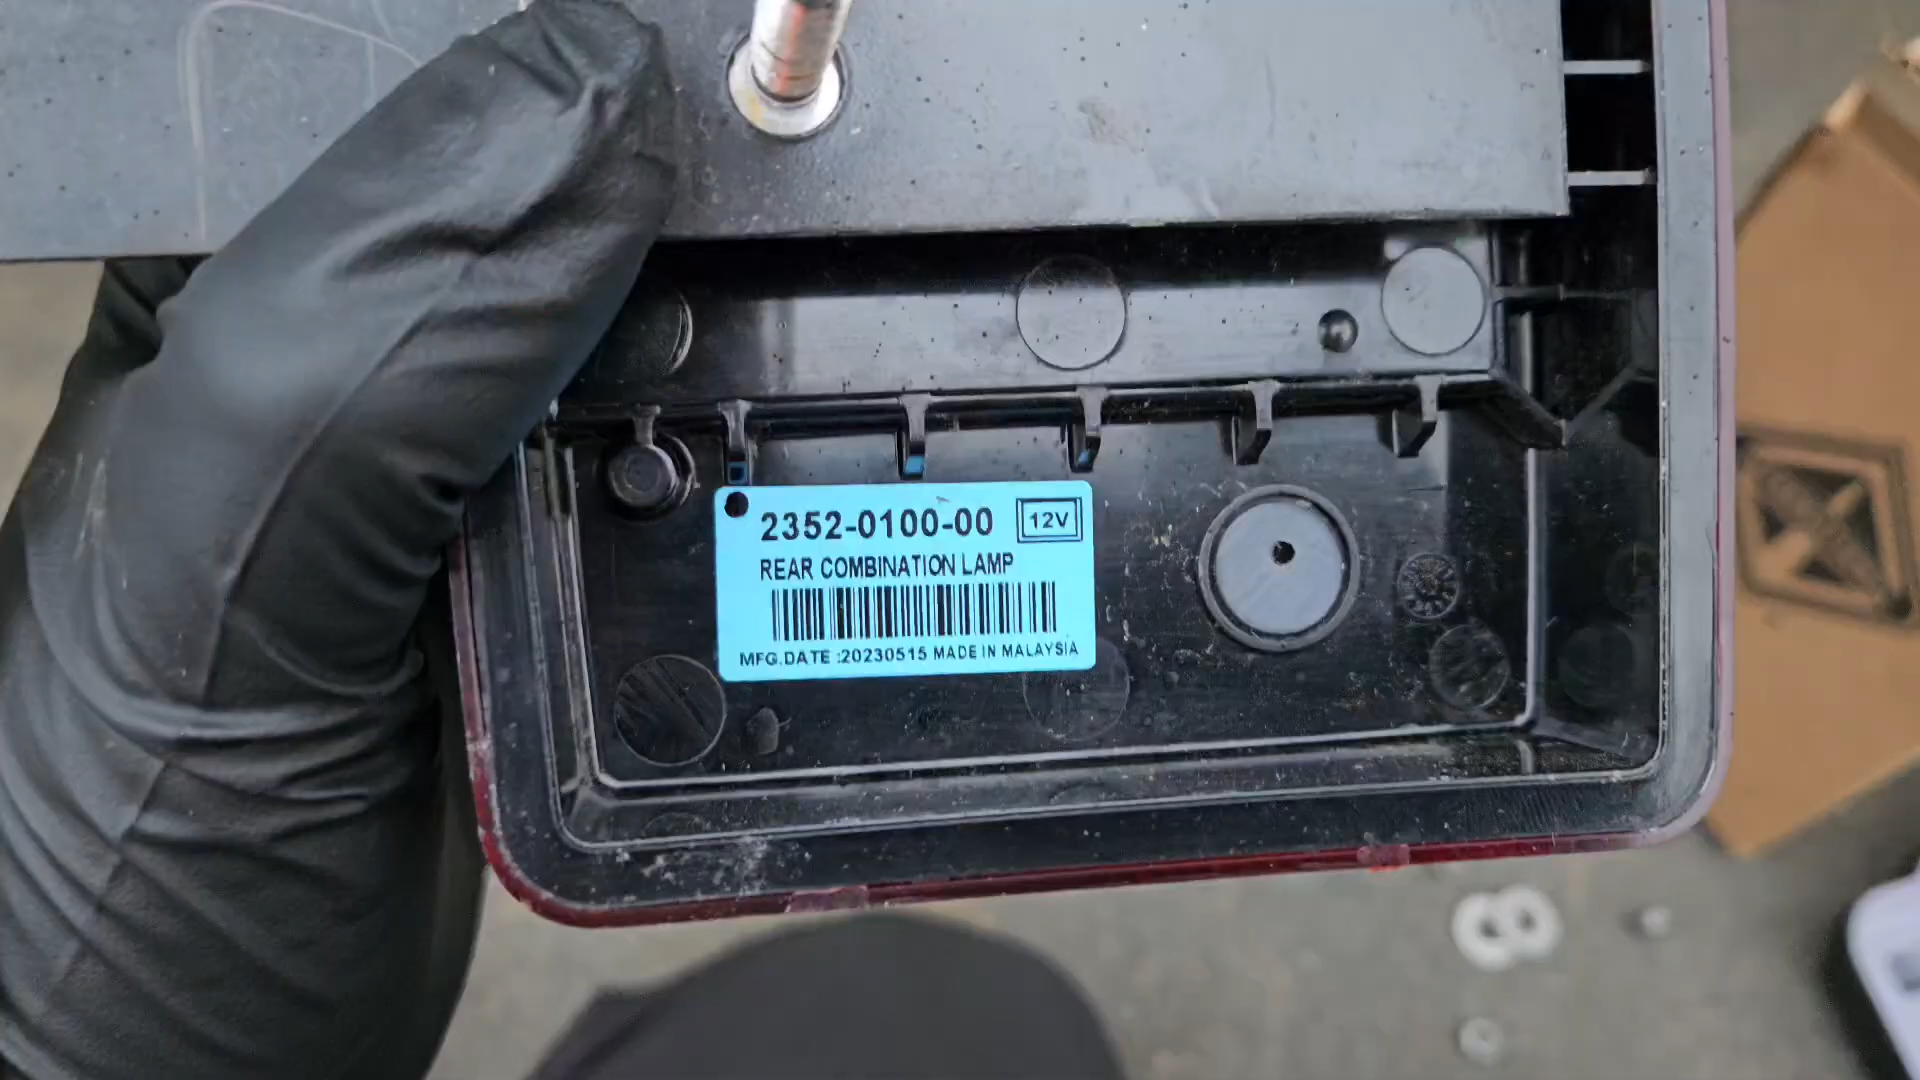 2352-0100-00 12V
REAR COMBINATION LAMP
MFG.DATE :20230515 MADE IN MALAYSIA